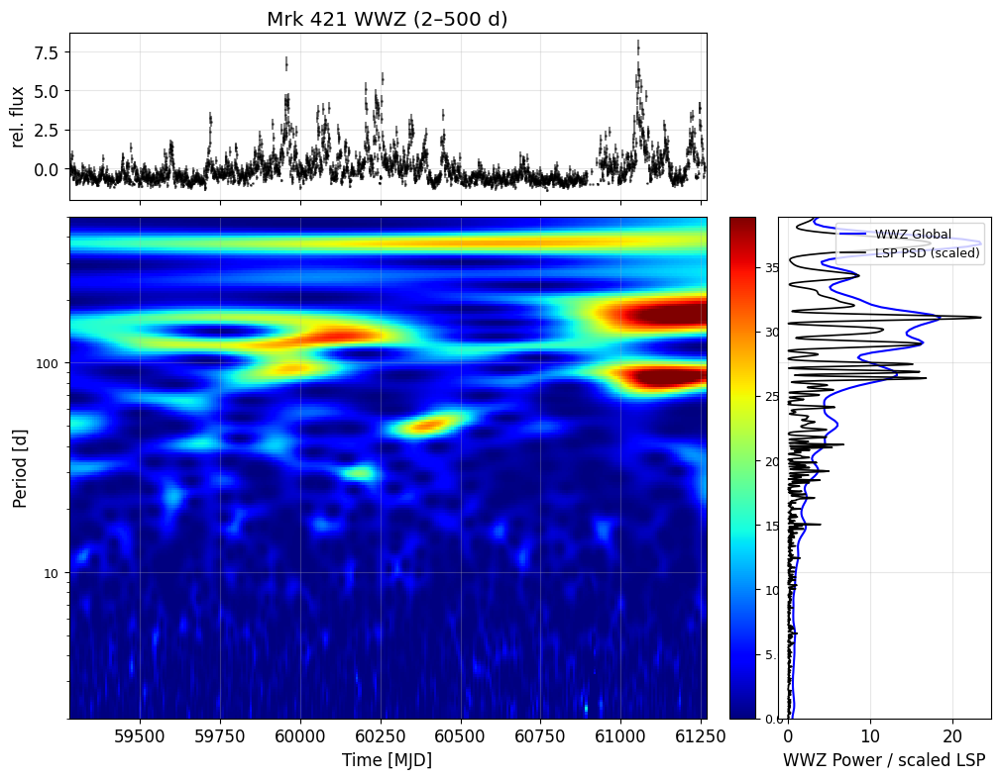 Mrk 421 WWZ (2–500 d)
rel. flux
7.5
5.0
2.5
0.0
Period [d]
100
10
59500 59750 60000 60250 60500 60750 61000 61250
Time [MJD]
35
30
25
20
15
10
5
0.0
WWZ Global
LSP PSD (scaled)
0 10 20
WWZ Power / scaled LSP